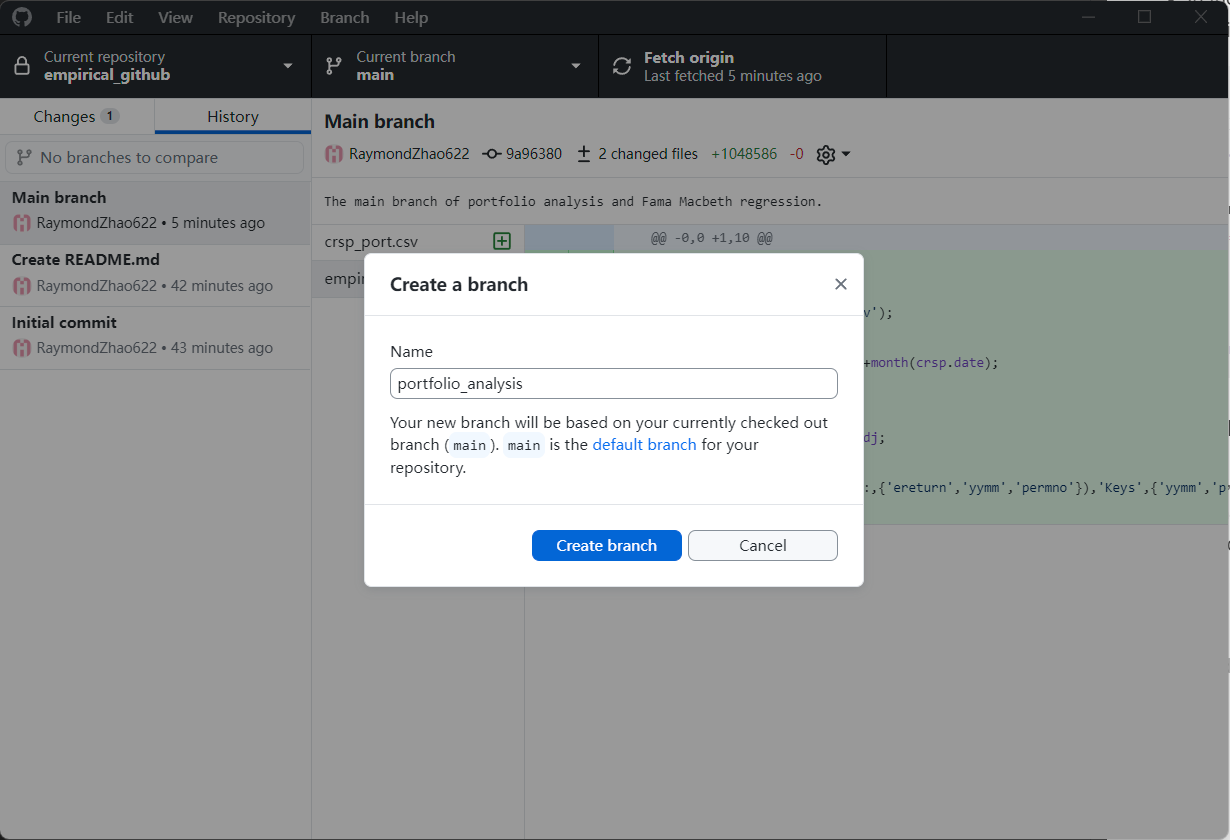 File Edit View Repository Branch Help
Current repository
empirical_github
Current branch
main
Fetch origin
Last fetched 5 minutes ago
Changes 1
History
No branches to compare
Main branch
RaymondZhao622 • 5 minutes ago
Create README.md
RaymondZhao622 • 42 minutes ago
Initial commit
RaymondZhao622 • 43 minutes ago
Main branch
RaymondZhao622 9a96380 2 changed files +1048586 -0
The main branch of portfolio analysis and Fama Macbeth regression.
crsp_port.csv
empir
@@ -0,0 +1,10 @@
v');
+month(crsp.date);
dj;
:,{'ereturn','yymm','permno'}),'Keys',{'yymm','p
Create a branch
Name
portfolio_analysis
Your new branch will be based on your currently checked out
branch (main). main is the default branch for your
repository.
Create branch
Cancel